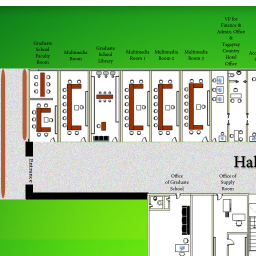 Graduate
School
Faculty
Room
Multimedia
Room
Graduate
School
Library
Multimedia
Room 1
Multimedia
Room 2
Multimedia
Room 3
VP for
Finance &
Admin. Office
&
Tagaytay
Country
Hotel
Office
Entrance
Hal
Office
of Graduate
School
Office of
Supply
Room